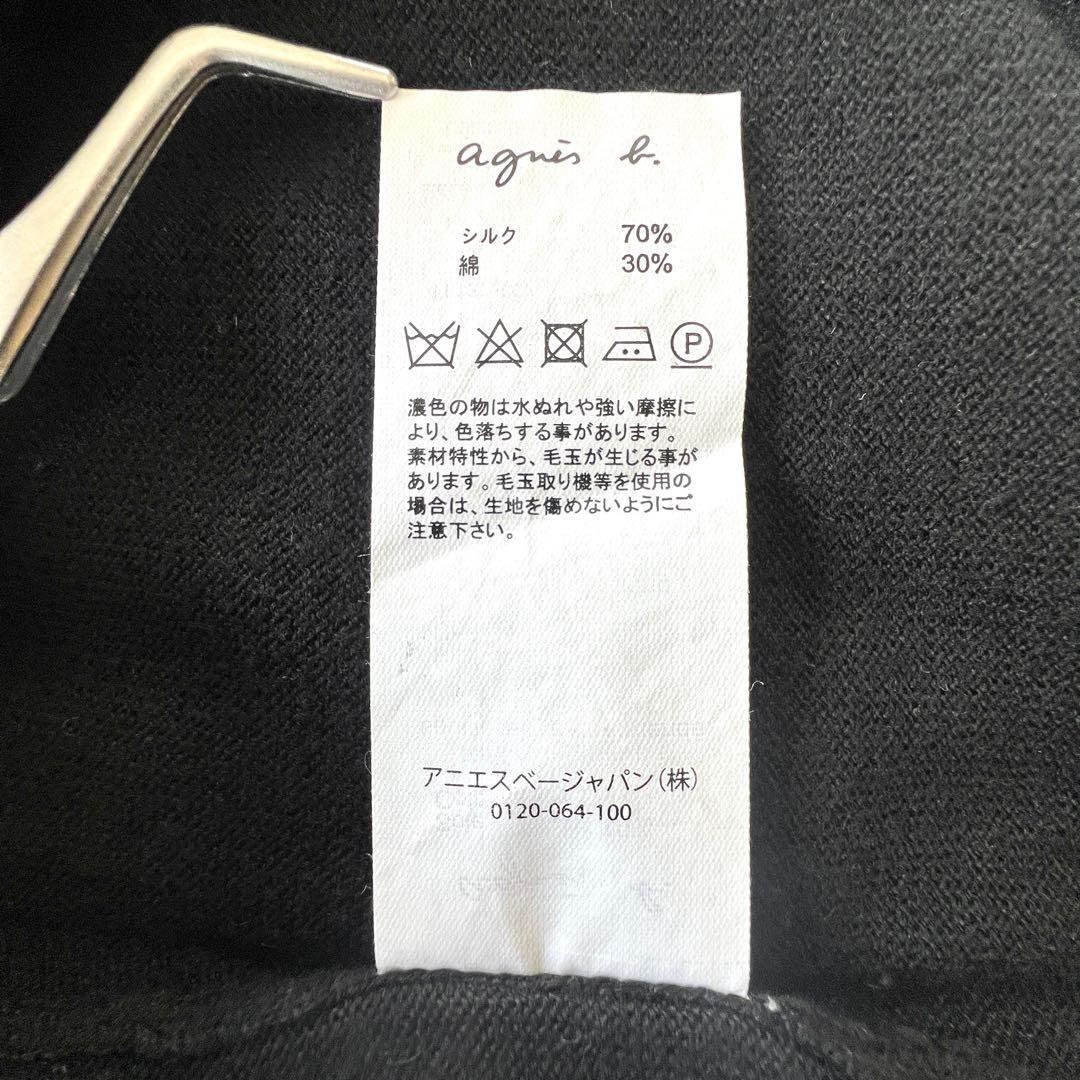 agnès b.
シルク 70%
綿 30%
P
濃色の物は水ぬれや強い摩擦に
より、色落ちする事があります。
素材特性から、毛玉が生じる事が
あります。毛玉取り機等を使用の
場合は、生地を傷めないようにご
注意下さい。
アニエスベージャパン(株)
0120-064-100